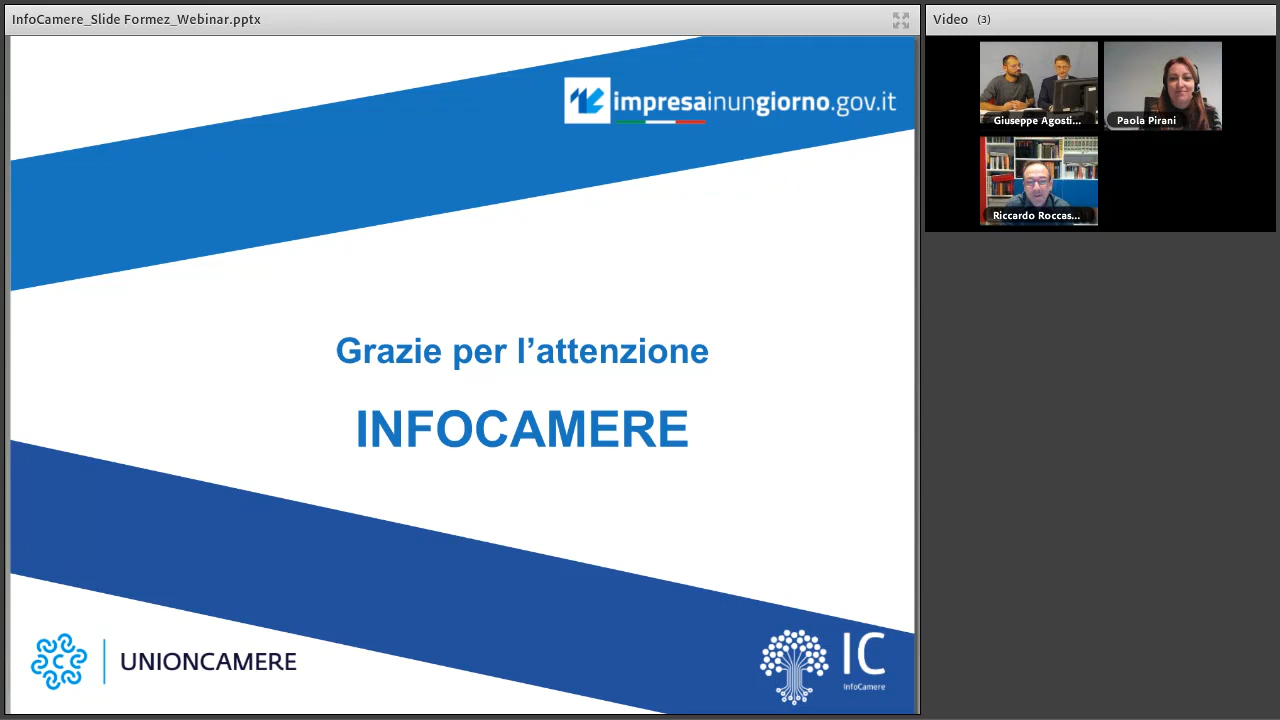 InfoCamere_Slide Formez_Webinar.pptx
Video (3)
impresainungiorno.gov.it
Giuseppe Agosti...
Paola Pirani
Riccardo Roccas...
Grazie per l’attenzione
INFOCAMERE
UNIONCAMERE
IC
InfoCamere